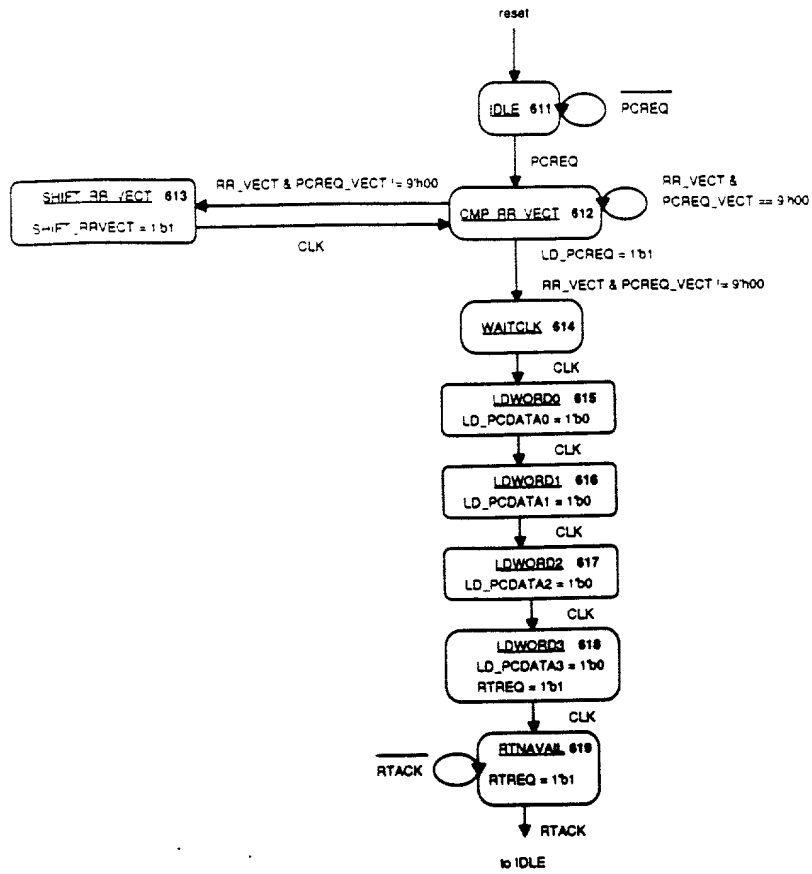 reset
IDLE 611
PCREQ
PCREQ
RR_VECT & PCREQ_VECT != 9'h00
RR_VECT &
PCREQ_VECT == 9'h00
SHIFT_RR_VECT 613
SHIFT_RRVECT = 1'b1
CMP_RR_VECT 612
CLK
LD_PCREQ = 1'b1
RR_VECT & PCREQ_VECT != 9'h00
WAITCLK 614
CLK
LDWORD0 615
LD_PCDATA0 = 1'b0
CLK
LDWORD1 616
LD_PCDATA1 = 1'b0
CLK
LDWORD2 617
LD_PCDATA2 = 1'b0
CLK
LDWORD3 618
LD_PCDATA3 = 1'b0
RTREQ = 1'b1
CLK
RTNAVAIL 619
RTACK
RTREQ = 1'b1
RTACK
to IDLE